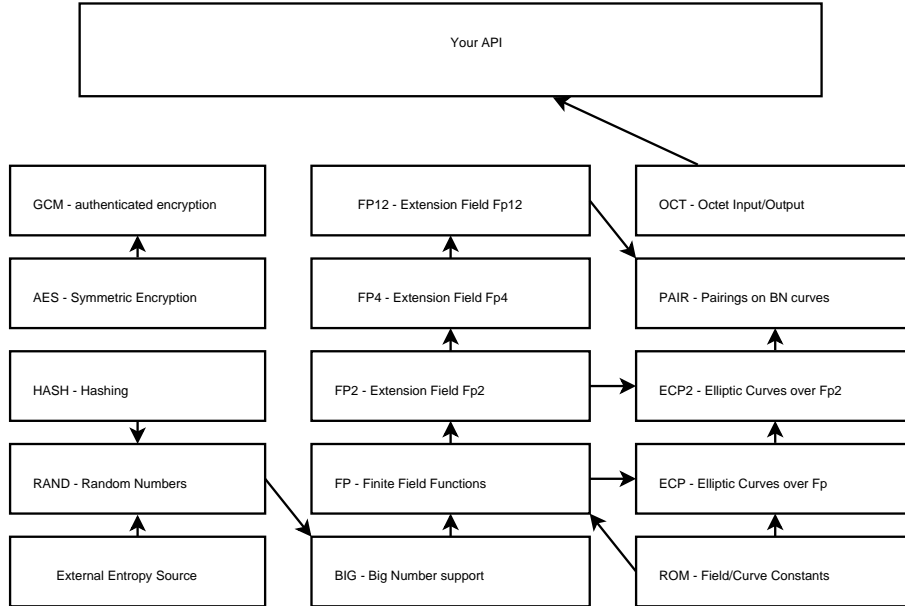 Your API
GCM - authenticated encryption
FP12 - Extension Field Fp12
OCT - Octet Input/Output
AES - Symmetric Encryption
FP4 - Extension Field Fp4
PAIR - Pairings on BN curves
HASH - Hashing
FP2 - Extension Field Fp2
ECP2 - Elliptic Curves over Fp2
RAND - Random Numbers
FP - Finite Field Functions
ECP - Elliptic Curves over Fp
External Entropy Source
BIG - Big Number support
ROM - Field/Curve Constants